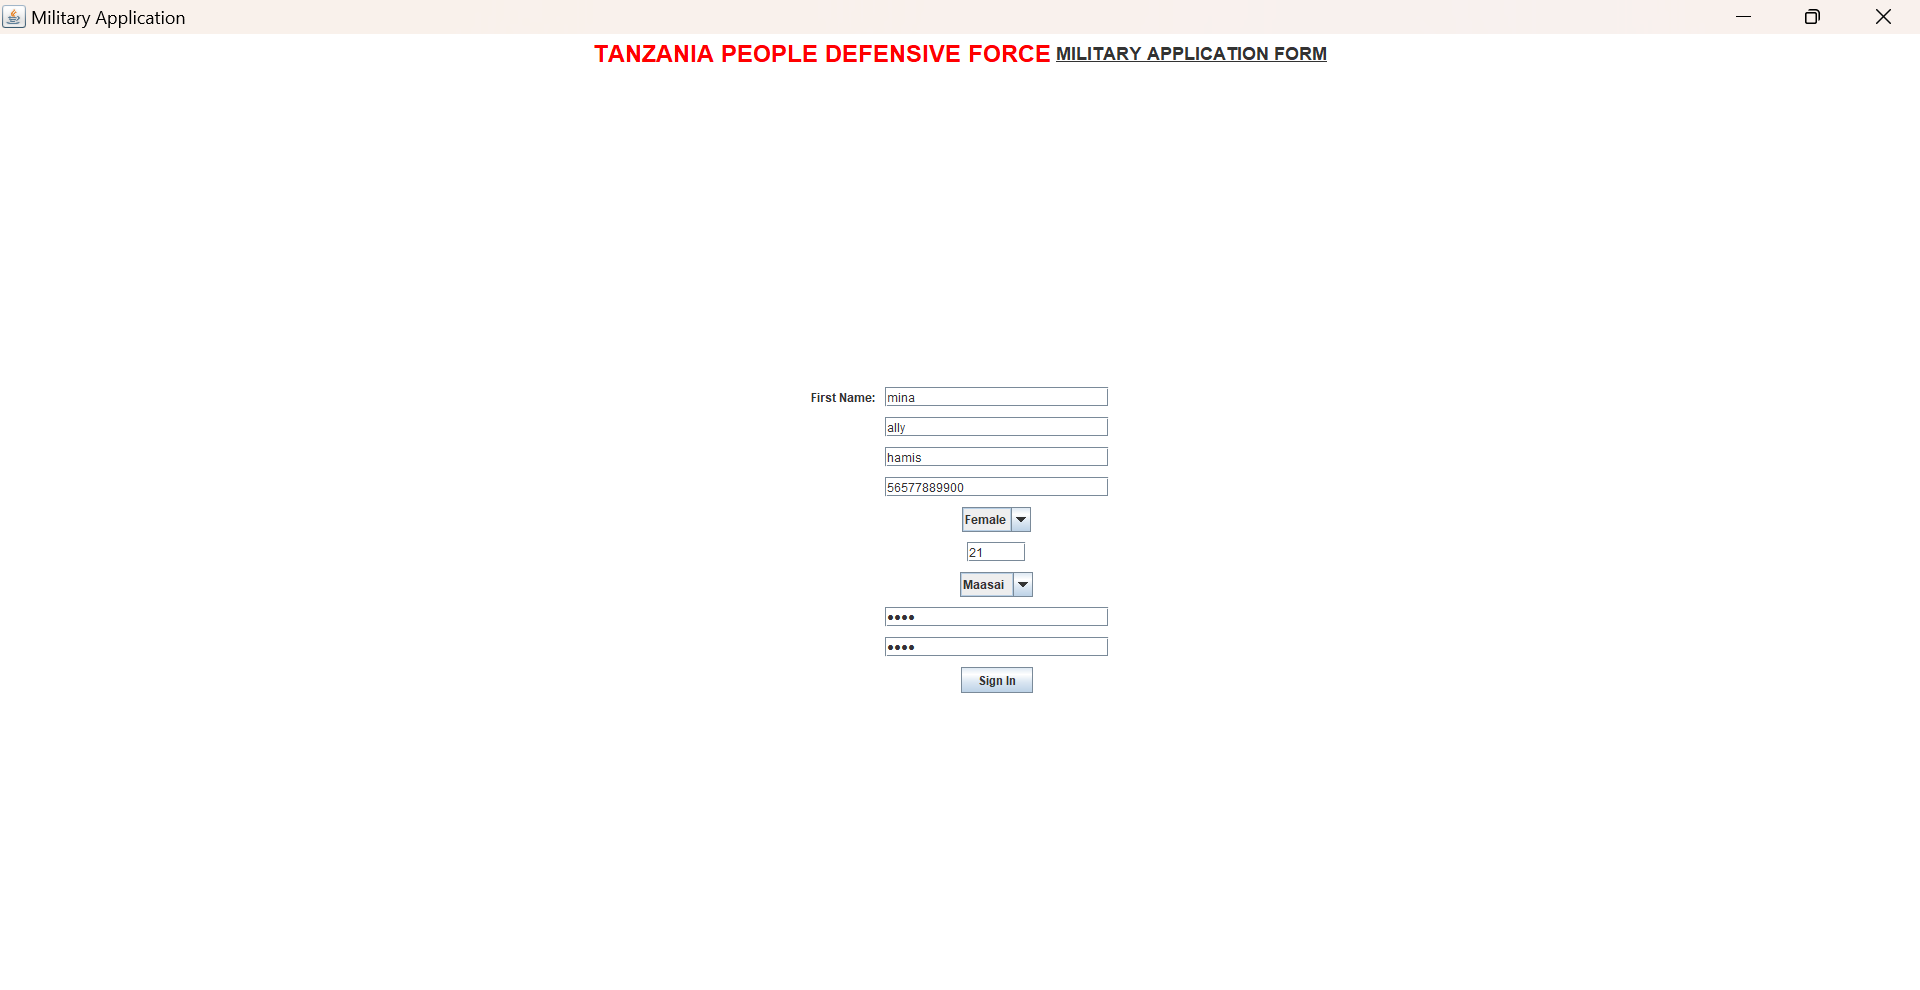 Military Application
TANZANIA PEOPLE DEFENSIVE FORCE MILITARY APPLICATION FORM
First Name: mina
ally
hamis
56577889900
Female
21
Maasai
••••
••••
Sign In